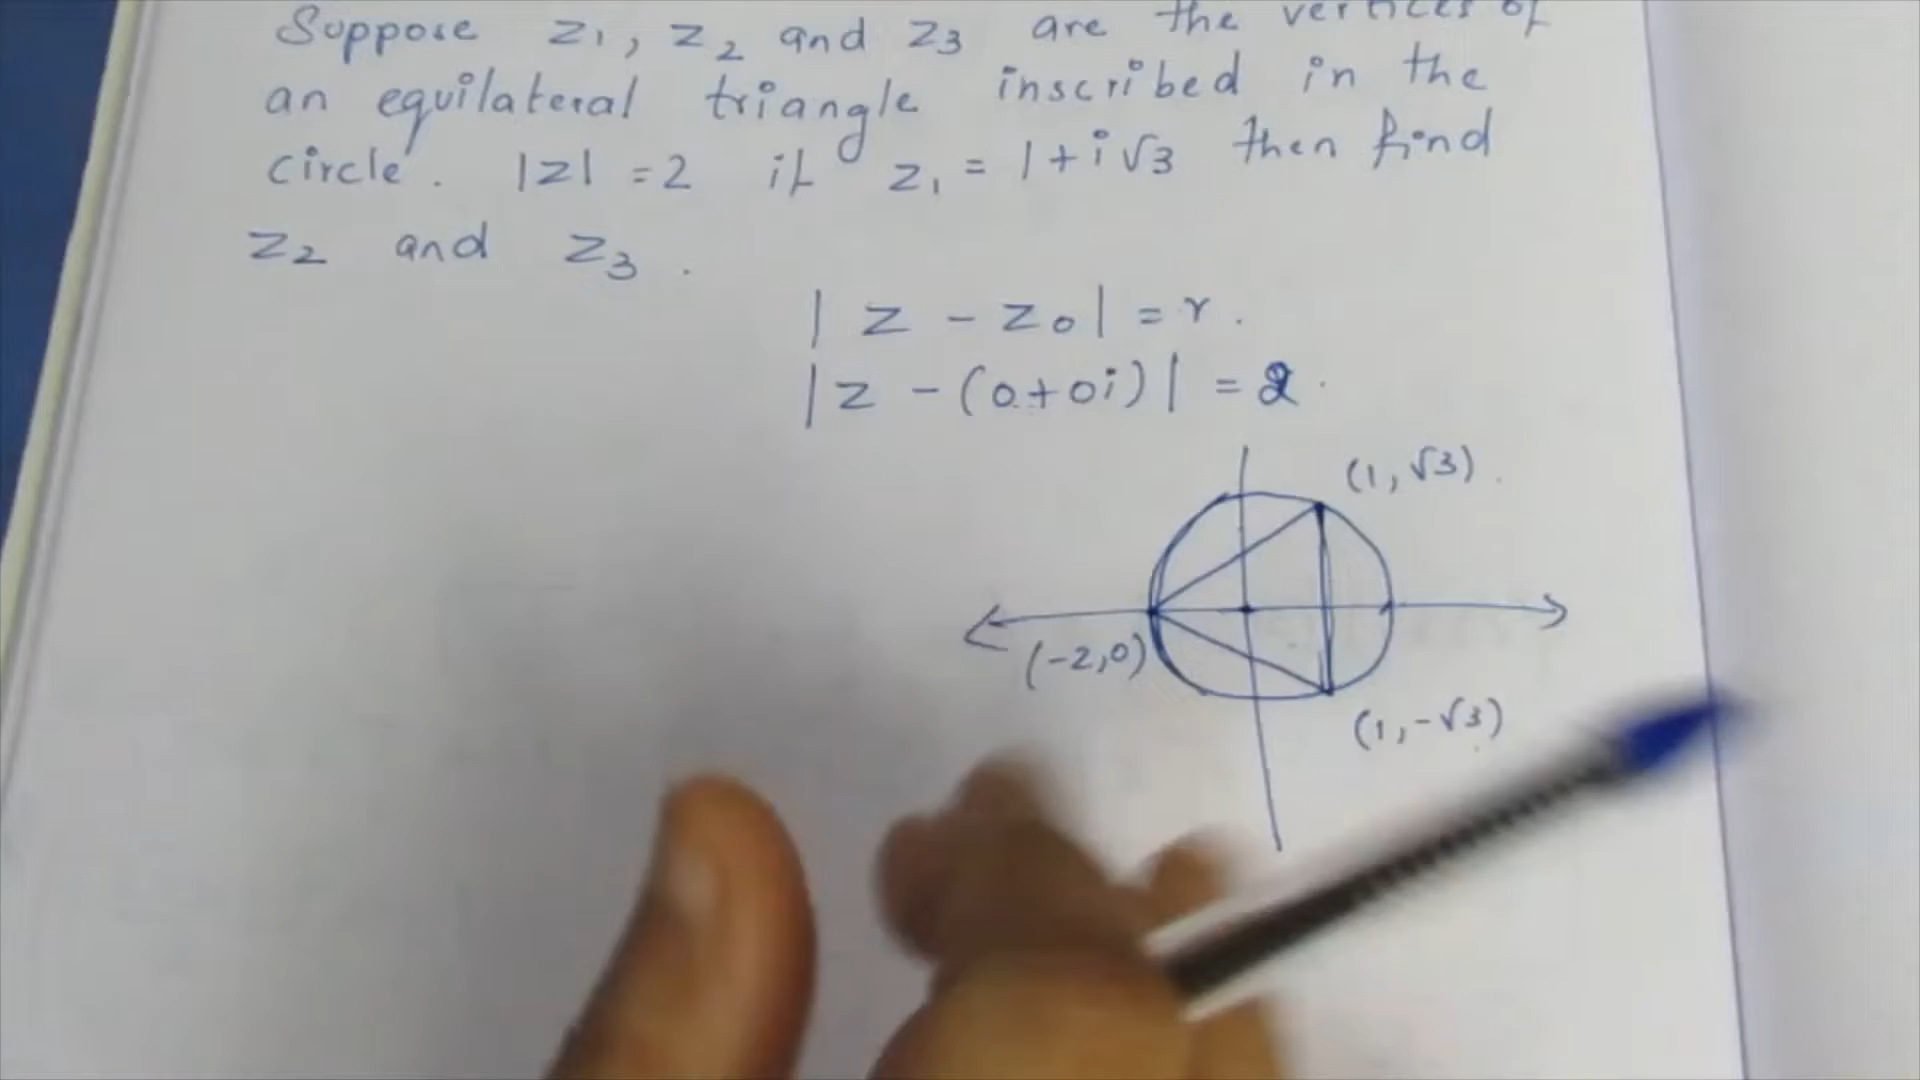 Suppose z₁, z₂ and z₃ are the vertices of
an equilateral triangle inscribed in the
circle. |z| = 2 if z₁ = 1 + i√3 then find
z₂ and z₃.
|z - z₀| = r.
|z - (0+0i)| = 2.
(1, √3).
(-2,0)
(1, -√3)